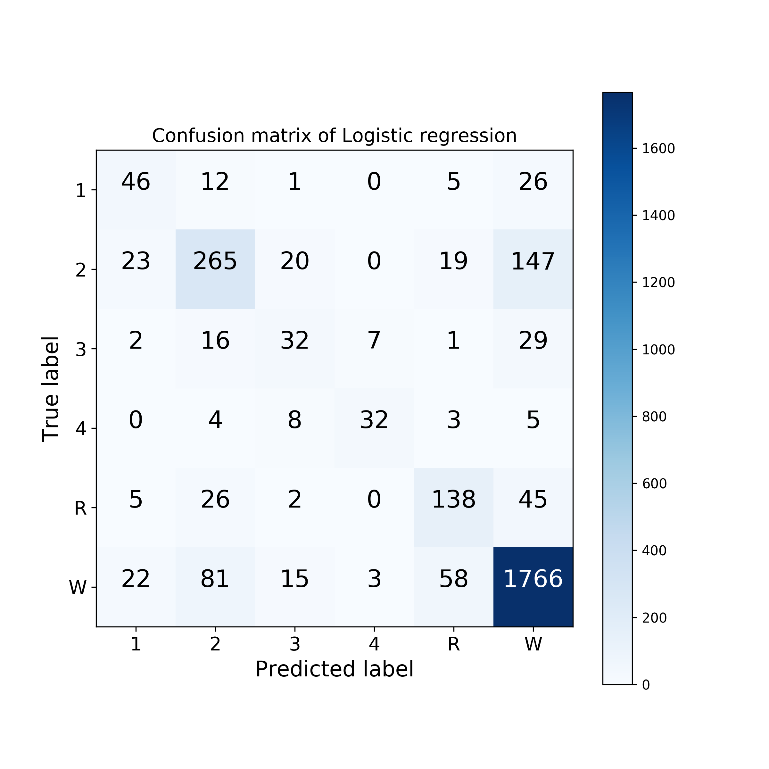 Confusion matrix of Logistic regression
1 46 12 1 0 5 26
2 23 265 20 0 19 147
3 2 16 32 7 1 29
4 0 4 8 32 3 5
R 5 26 2 0 138 45
W 22 81 15 3 58 1766
1 2 3 4 R W
True label
Predicted label
1600
1400
1200
1000
800
600
400
200
0